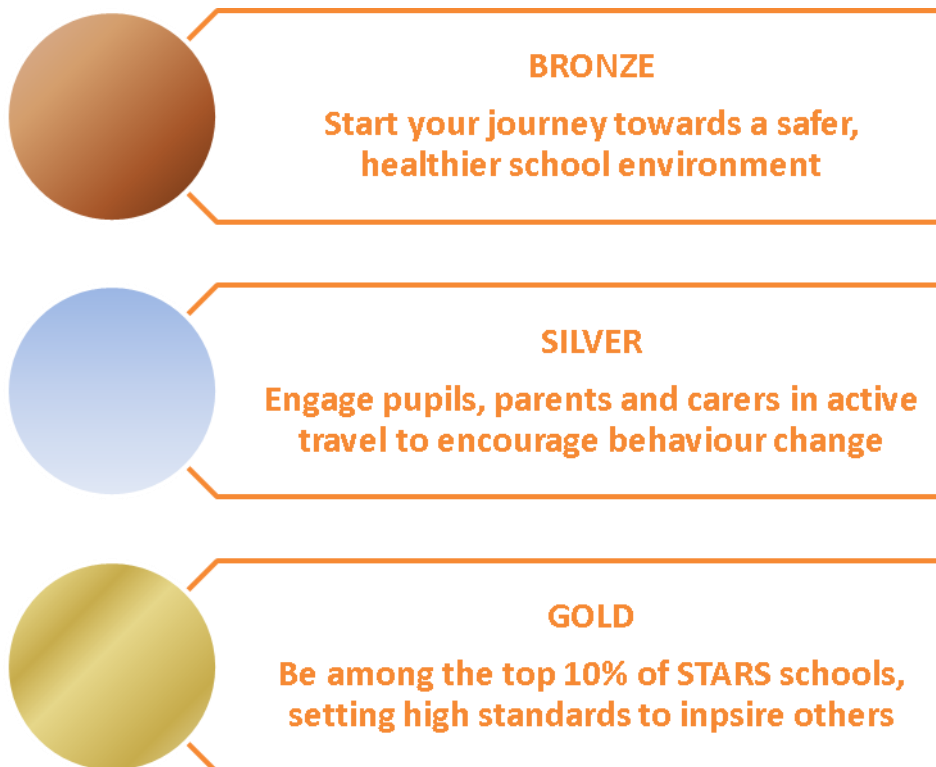 BRONZE
Start your journey towards a safer,
healthier school environment
SILVER
Engage pupils, parents and carers in active
travel to encourage behaviour change
GOLD
Be among the top 10% of STARS schools,
setting high standards to inpsire others